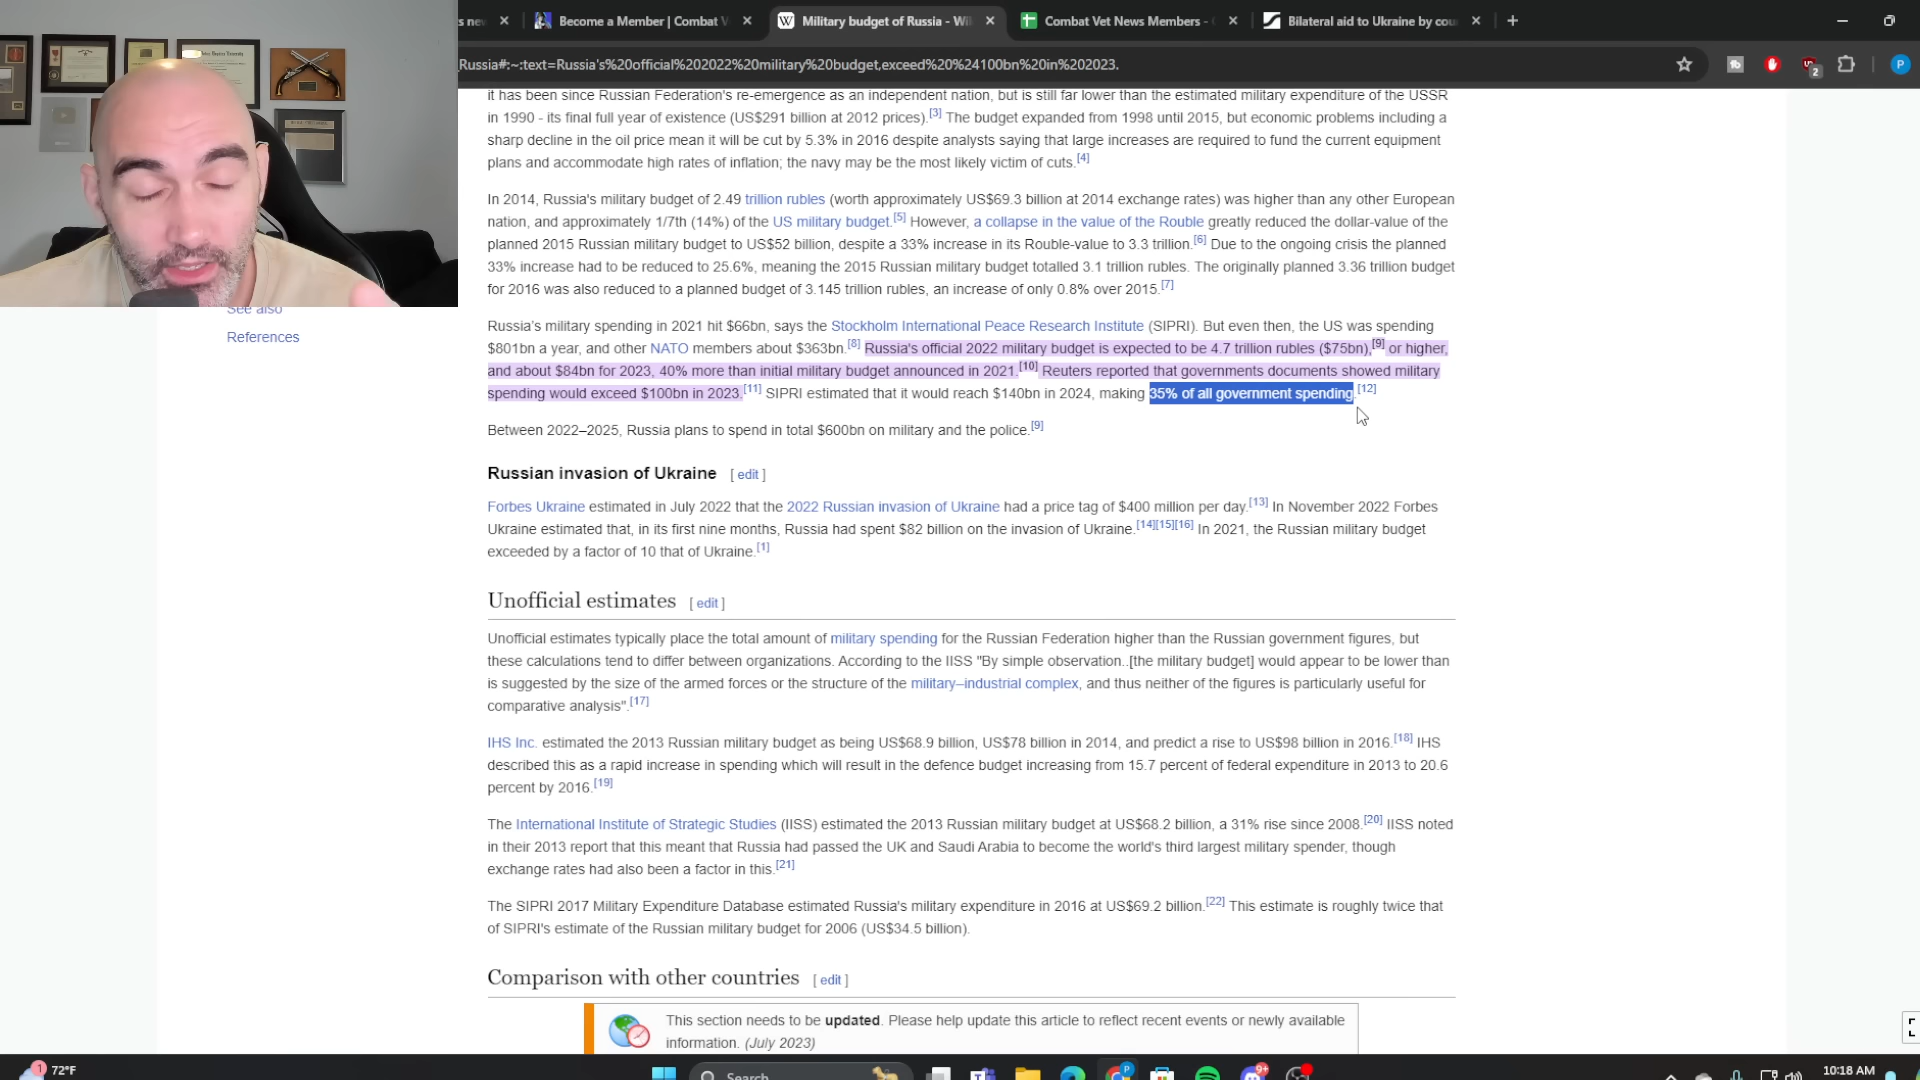 s nev
Become a Member | Combat V
Military budget of Russia - Wi
Combat Vet News Members -
Bilateral aid to Ukraine by cou
Russia#:~:text=Russia's%20official%202022%20military%20budget,exceed%20%24100bn%20in%202023.
2
P
it has been since Russian Federation's re-emergence as an independent nation, but is still far lower than the estimated military expenditure of the USSR
in 1990 - its final full year of existence (US$291 billion at 2012 prices).[3] The budget expanded from 1998 until 2015, but economic problems including a
sharp decline in the oil price mean it will be cut by 5.3% in 2016 despite analysts saying that large increases are required to fund the current equipment
plans and accommodate high rates of inflation; the navy may be the most likely victim of cuts.[4]
In 2014, Russia's military budget of 2.49 trillion rubles (worth approximately US$69.3 billion at 2014 exchange rates) was higher than any other European
nation, and approximately 1/7th (14%) of the US military budget.[5] However, a collapse in the value of the Rouble greatly reduced the dollar-value of the
planned 2015 Russian military budget to US$52 billion, despite a 33% increase in its Rouble-value to 3.3 trillion.[6] Due to the ongoing crisis the planned
33% increase had to be reduced to 25.6%, meaning the 2015 Russian military budget totalled 3.1 trillion rubles. The originally planned 3.36 trillion budget
for 2016 was also reduced to a planned budget of 3.145 trillion rubles, an increase of only 0.8% over 2015.[7]
See also
References
Russia's military spending in 2021 hit $66bn, says the Stockholm International Peace Research Institute (SIPRI). But even then, the US was spending
$801bn a year, and other NATO members about $363bn.[8] Russia's official 2022 military budget is expected to be 4.7 trillion rubles ($75bn),[9] or higher,
and about $84bn for 2023, 40% more than initial military budget announced in 2021.[10] Reuters reported that governments documents showed military
spending would exceed $100bn in 2023.[11] SIPRI estimated that it would reach $140bn in 2024, making 35% of all government spending.[12]
Between 2022–2025, Russia plans to spend in total $600bn on military and the police.[9]
Russian invasion of Ukraine [ edit ]
Forbes Ukraine estimated in July 2022 that the 2022 Russian invasion of Ukraine had a price tag of $400 million per day.[13] In November 2022 Forbes
Ukraine estimated that, in its first nine months, Russia had spent $82 billion on the invasion of Ukraine.[14][15][16] In 2021, the Russian military budget
exceeded by a factor of 10 that of Ukraine.[1]
Unofficial estimates [ edit ]
Unofficial estimates typically place the total amount of military spending for the Russian Federation higher than the Russian government figures, but
these calculations tend to differ between organizations. According to the IISS "By simple observation..[the military budget] would appear to be lower than
is suggested by the size of the armed forces or the structure of the military–industrial complex, and thus neither of the figures is particularly useful for
comparative analysis".[17]
IHS Inc. estimated the 2013 Russian military budget as being US$68.9 billion, US$78 billion in 2014, and predict a rise to US$98 billion in 2016.[18] IHS
described this as a rapid increase in spending which will result in the defence budget increasing from 15.7 percent of federal expenditure in 2013 to 20.6
percent by 2016.[19]
The International Institute of Strategic Studies (IISS) estimated the 2013 Russian military budget at US$68.2 billion, a 31% rise since 2008.[20] IISS noted
in their 2013 report that this meant that Russia had passed the UK and Saudi Arabia to become the world's third largest military spender, though
exchange rates had also been a factor in this.[21]
The SIPRI 2017 Military Expenditure Database estimated Russia's military expenditure in 2016 at US$69.2 billion.[22] This estimate is roughly twice that
of SIPRI's estimate of the Russian military budget for 2006 (US$34.5 billion).
Comparison with other countries [ edit ]
This section needs to be updated. Please help update this article to reflect recent events or newly available
information. (July 2023)
1
72°F
Search
P
9+
10:18 AM